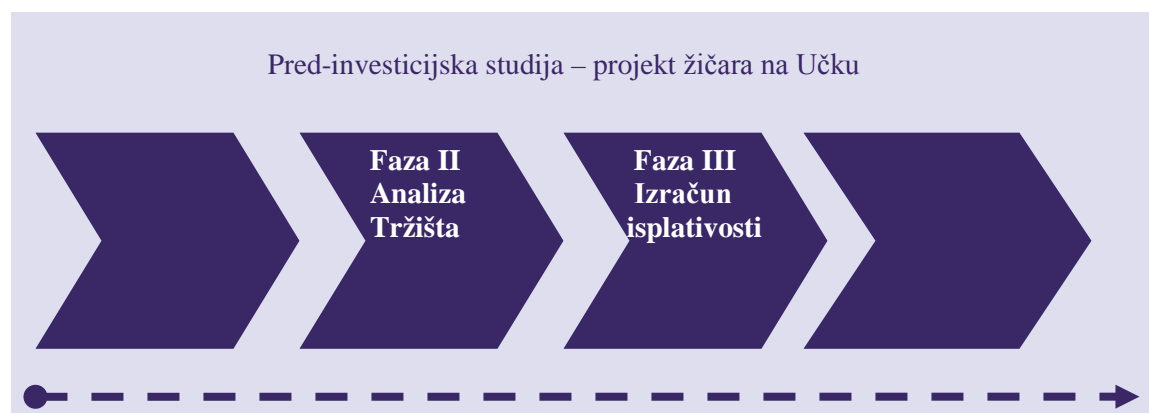 Pred-investicijska studija – projekt žičara na Učku
Faza II
Analiza
Tržišta
Faza III
Izračun
isplativosti